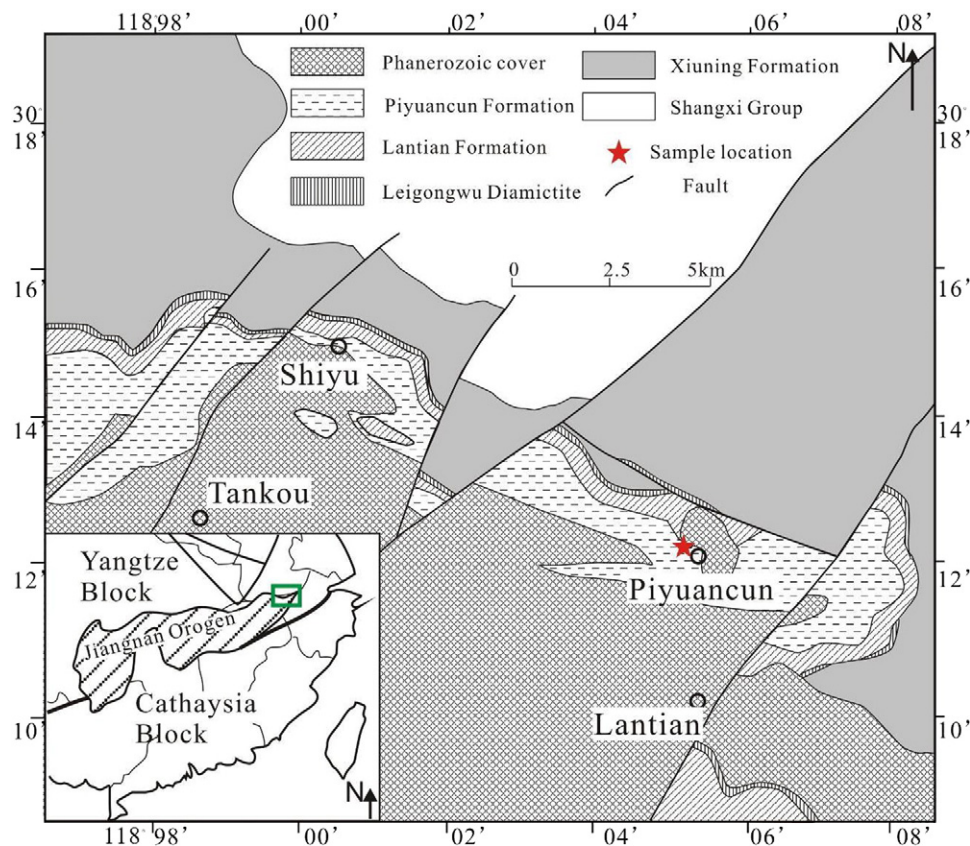 118°98' 00' 02' 04' 06' 08'
N
Phanerozoic cover
Piyuancun Formation
Lantian Formation
Leigongwu Diamictite
Xiuning Formation
Shangxi Group
Sample location
Fault
0 2.5 5km
30°
18'
16'
14'
12'
10'
18'
16'
14'
12'
10'
Shiyu
Tankou
Piyuancun
Lantian
Yangtze
Block
Jiangnan Orogen
Cathaysia
Block
N
118°98' 00' 02' 04' 06' 08'
30°